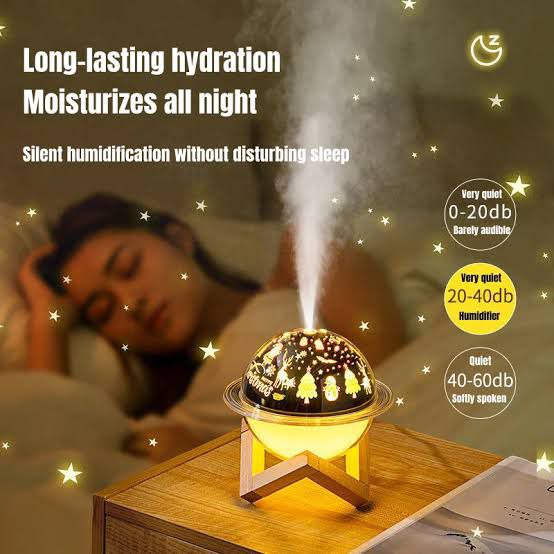 Long-lasting hydration
Moisturizes all night
Silent humidification without disturbing sleep
Z
Very quiet
0-20db
Barely audible
Very quiet
20-40db
Humidifier
Quiet
40-60db
Softly spoken